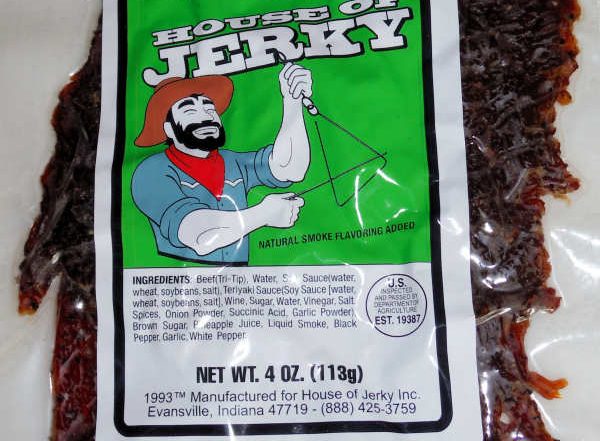 HOUSE OF
JERKY
NATURAL SMOKE FLAVORING ADDED
INGREDIENTS: Beef(Tri-Tip), Water, Sauce(water,
wheat, soybeans, salt), Teriyaki Sauce(Soy Sauce [water,
wheat, soybeans, salt], Wine, Sugar, Water, Vinegar, Salt
Spices, Onion Powder, Succinic Acid, Garlic Powder)
Brown Sugar, Pineapple Juice, Liquid Smoke, Black
Pepper, Garlic, White Pepper.
U.S.
INSPECTED
AND PASSED BY
DEPARTMENT OF
AGRICULTURE
EST. 19387
NET WT. 4 OZ. (113g)
1993™ Manufactured for House of Jerky Inc.
Evansville, Indiana 47719 - (888) 425-3759